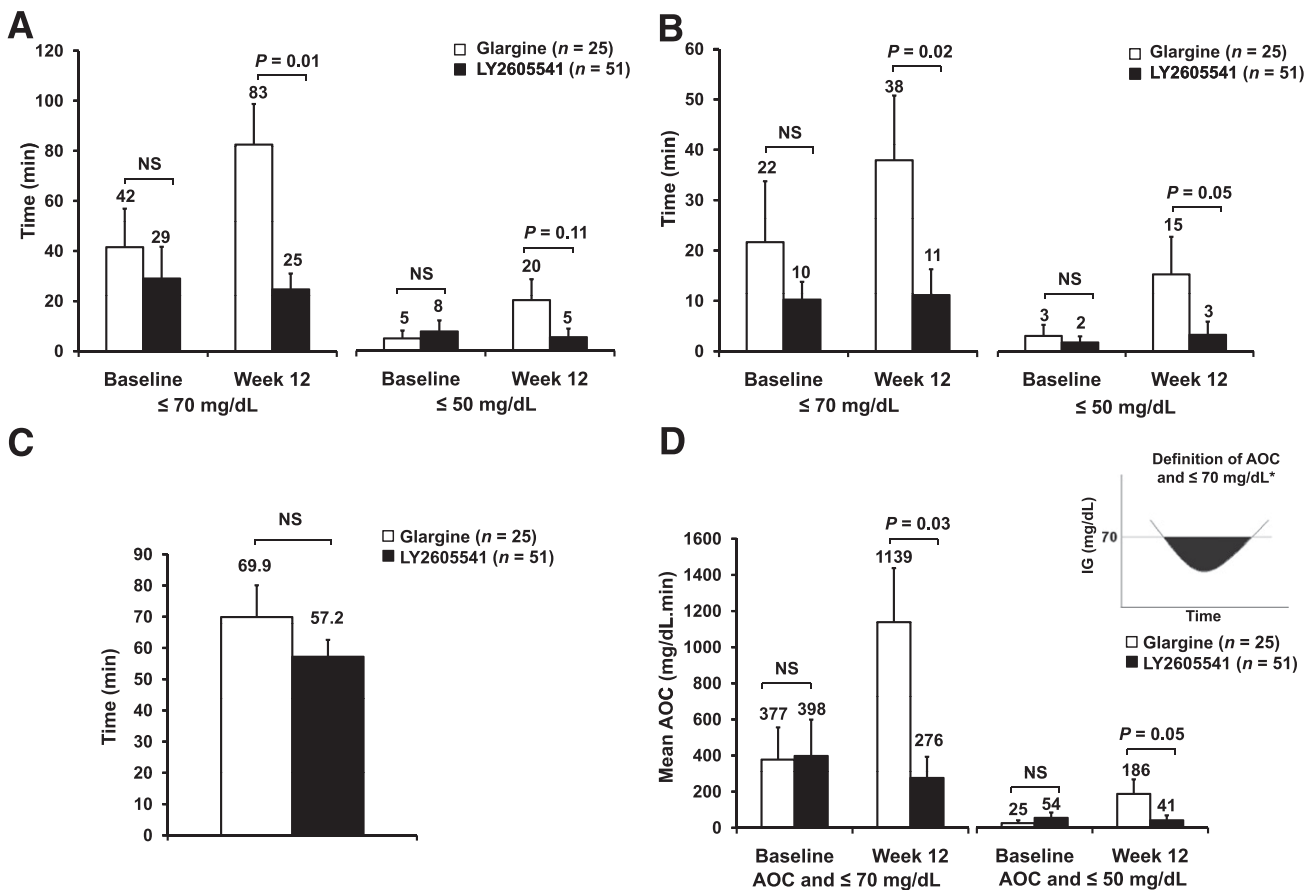 A
Time (min)
120
100
80
60
40
20
0
Glargine (n = 25)
LY2605541 (n = 51)
NS
42
29
P = 0.01
83
25
NS
5
8
P = 0.11
20
5
Baseline
Week 12
≤ 70 mg/dL
Baseline
Week 12
≤ 50 mg/dL
B
Time (min)
60
50
40
30
20
10
0
Glargine (n = 25)
LY2605541 (n = 51)
NS
22
10
P = 0.02
38
11
NS
3
2
P = 0.05
15
3
Baseline
Week 12
≤ 70 mg/dL
Baseline
Week 12
≤ 50 mg/dL
C
Time (min)
90
80
70
60
50
40
30
20
10
0
NS
69.9
57.2
Glargine (n = 25)
LY2605541 (n = 51)
D
Definition of AOC
and ≤ 70 mg/dL*
IG (mg/dL)
70
Time
Glargine (n = 25)
LY2605541 (n = 51)
Mean AOC (mg/dL.min)
1600
1400
1200
1000
800
600
400
200
0
NS
377
398
P = 0.03
1139
276
NS
25
54
P = 0.05
186
41
Baseline
Week 12
AOC and ≤ 70 mg/dL
Baseline
Week 12
AOC and ≤ 50 mg/dL